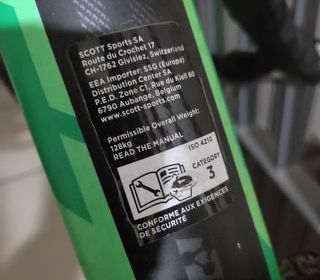 SCOTT Sports SA
Route du Crochet 17
CH-1762 Givisiez, Switzerland
EEA Importer: SSG (Europe)
Distribution Center SA
P.E.D. Zone C1, Rue du Kiell 60
6790 Aubange, Belgium
www.scott-sports.com
Permissible Overall Weight:
128kg
READ THE MANUAL
ISO 4210
CATEGORY
3
CONFORME AUX EXIGENCES
DE SÉCURITÉ